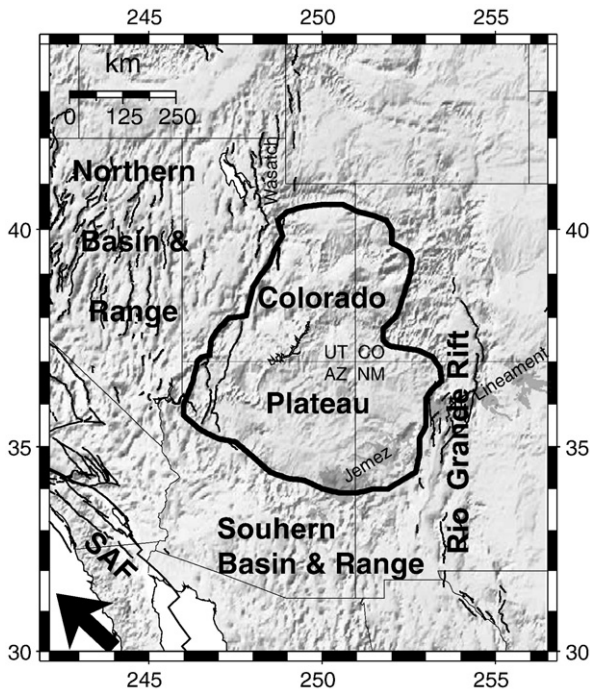 245 250 255
km
0 125 250
Northern
Wasatch
40 40
Basin &
Colorado
Range
UT CO
AZ NM
Lineament
Plateau
Rio Grande Rift
35 35
Jemez
Souhern
Basin & Range
SAF
30 30
245 250 255